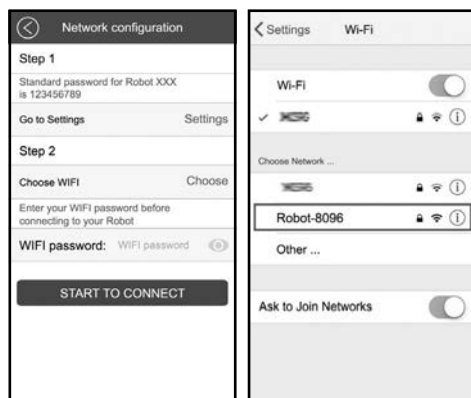 Network configuration
Step 1
Standard password for Robot XXX
is 123456789
Go to Settings Settings
Step 2
Choose WIFI Choose
Enter your WIFI password before
connecting to your Robot
WIFI password: WIFI password
START TO CONNECT
Settings Wi-Fi
Wi-Fi
Choose Network ...
Robot-8096
Other ...
Ask to Join Networks